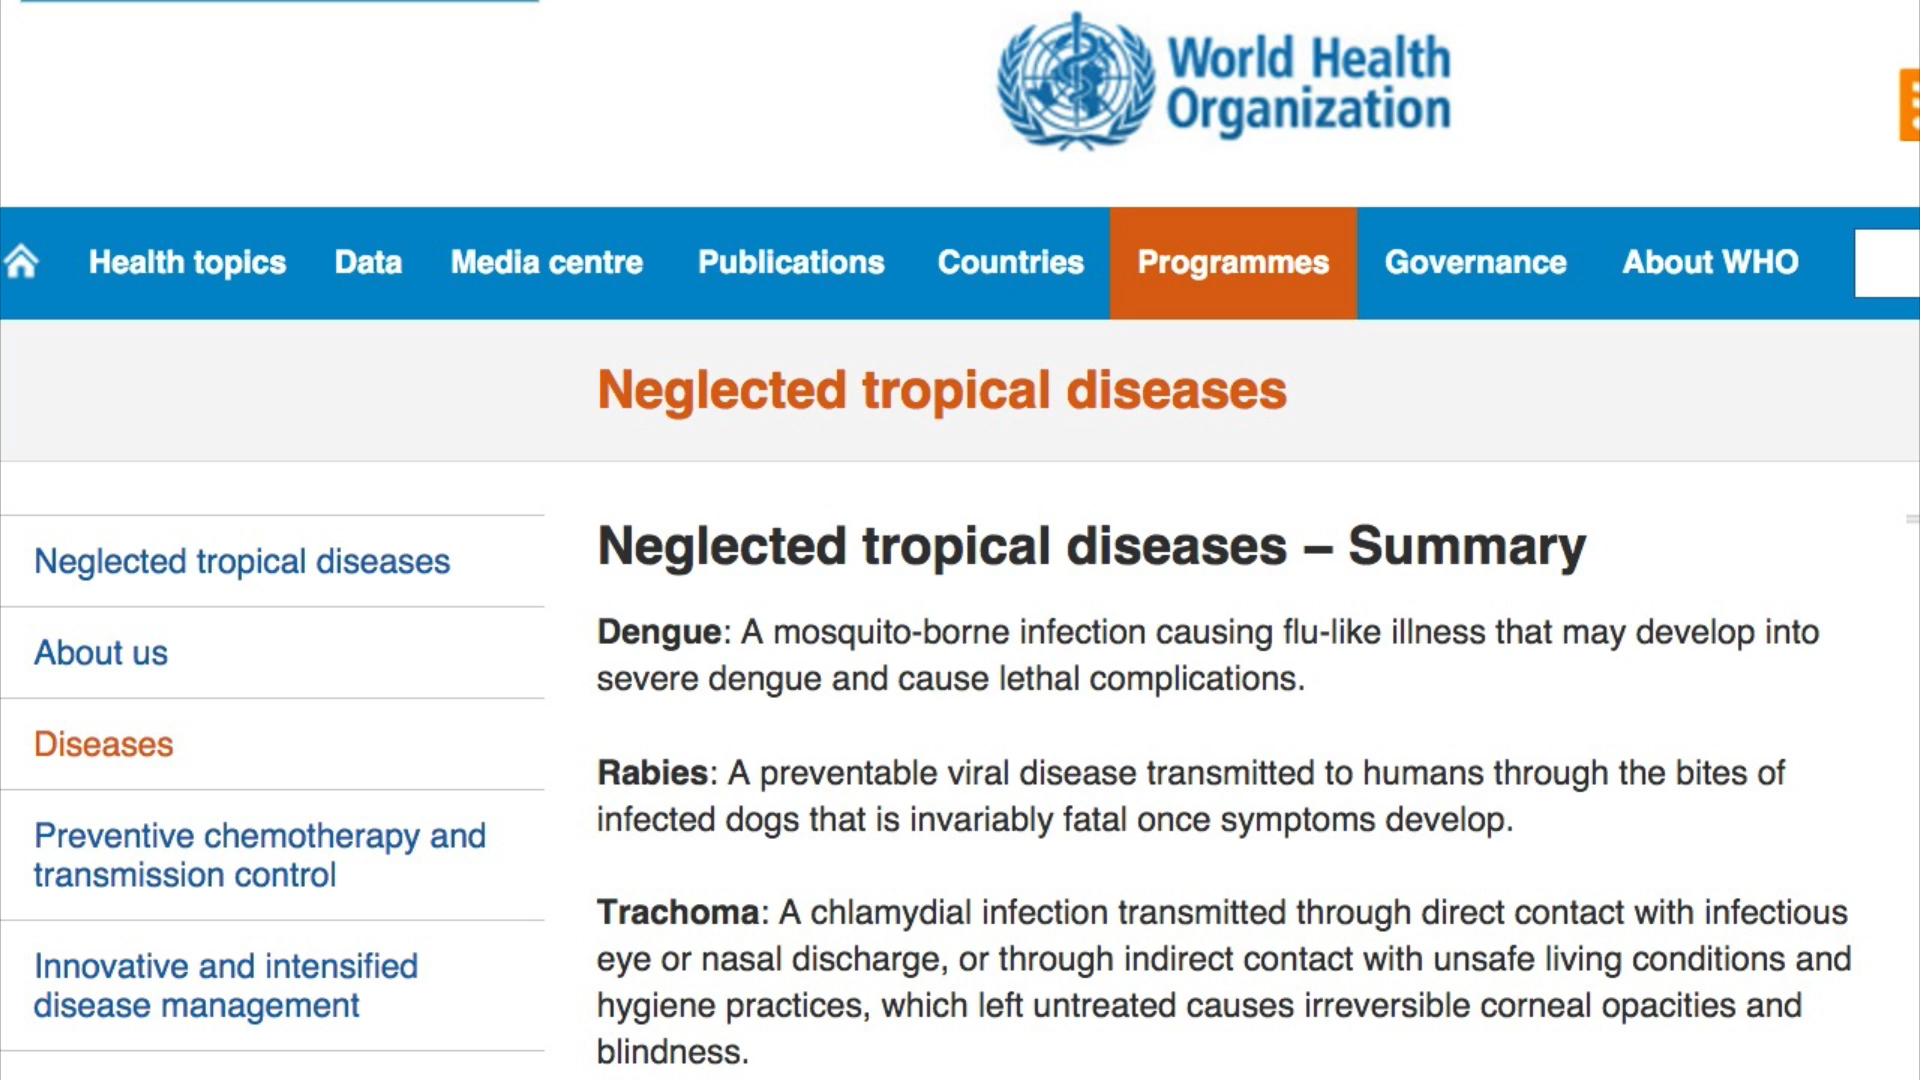 World Health
Organization
Health topics Data Media centre Publications Countries Programmes Governance About WHO
Neglected tropical diseases
Neglected tropical diseases
About us
Diseases
Preventive chemotherapy and
transmission control
Innovative and intensified
disease management
Neglected tropical diseases – Summary
Dengue: A mosquito-borne infection causing flu-like illness that may develop into
severe dengue and cause lethal complications.
Rabies: A preventable viral disease transmitted to humans through the bites of
infected dogs that is invariably fatal once symptoms develop.
Trachoma: A chlamydial infection transmitted through direct contact with infectious
eye or nasal discharge, or through indirect contact with unsafe living conditions and
hygiene practices, which left untreated causes irreversible corneal opacities and
blindness.